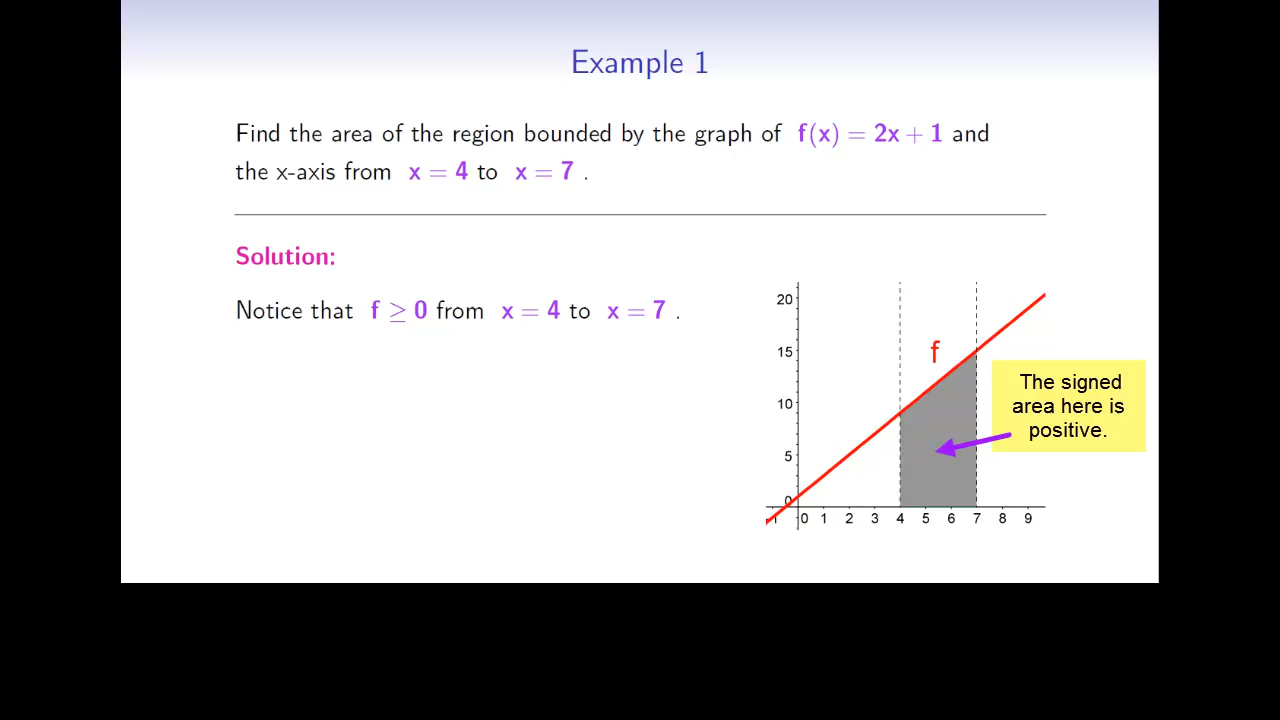 Example 1
Find the area of the region bounded by the graph of f(x) = 2x + 1 and
the x-axis from x = 4 to x = 7 .
Solution:
Notice that f ≥ 0 from x = 4 to x = 7 .
20
15
10
5
0
f
The signed
area here is
positive.
-1 0 1 2 3 4 5 6 7 8 9